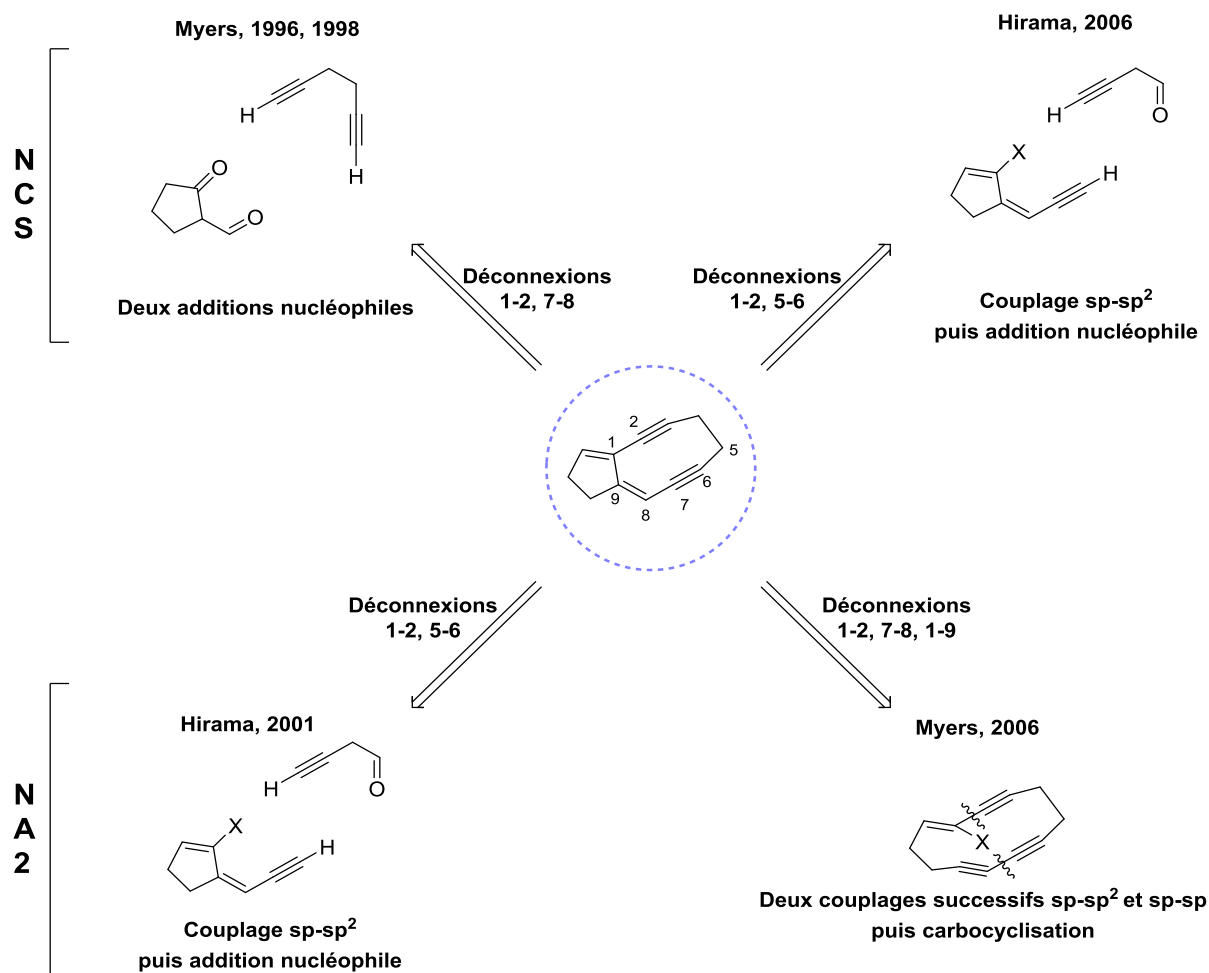 Myers, 1996, 1998
H
H
O
O
N
C
S
Deux additions nucléophiles
Déconnexions
1-2, 7-8
Hirama, 2006
H
O
X
H
Déconnexions
1-2, 5-6
Couplage sp-sp²
puis addition nucléophile
2
1
5
6
7
9
8
Déconnexions
1-2, 5-6
Hirama, 2001
H
O
X
H
N
A
2
Couplage sp-sp²
puis addition nucléophile
Déconnexions
1-2, 7-8, 1-9
Myers, 2006
X
Deux couplages successifs sp-sp² et sp-sp
puis carbocyclisation